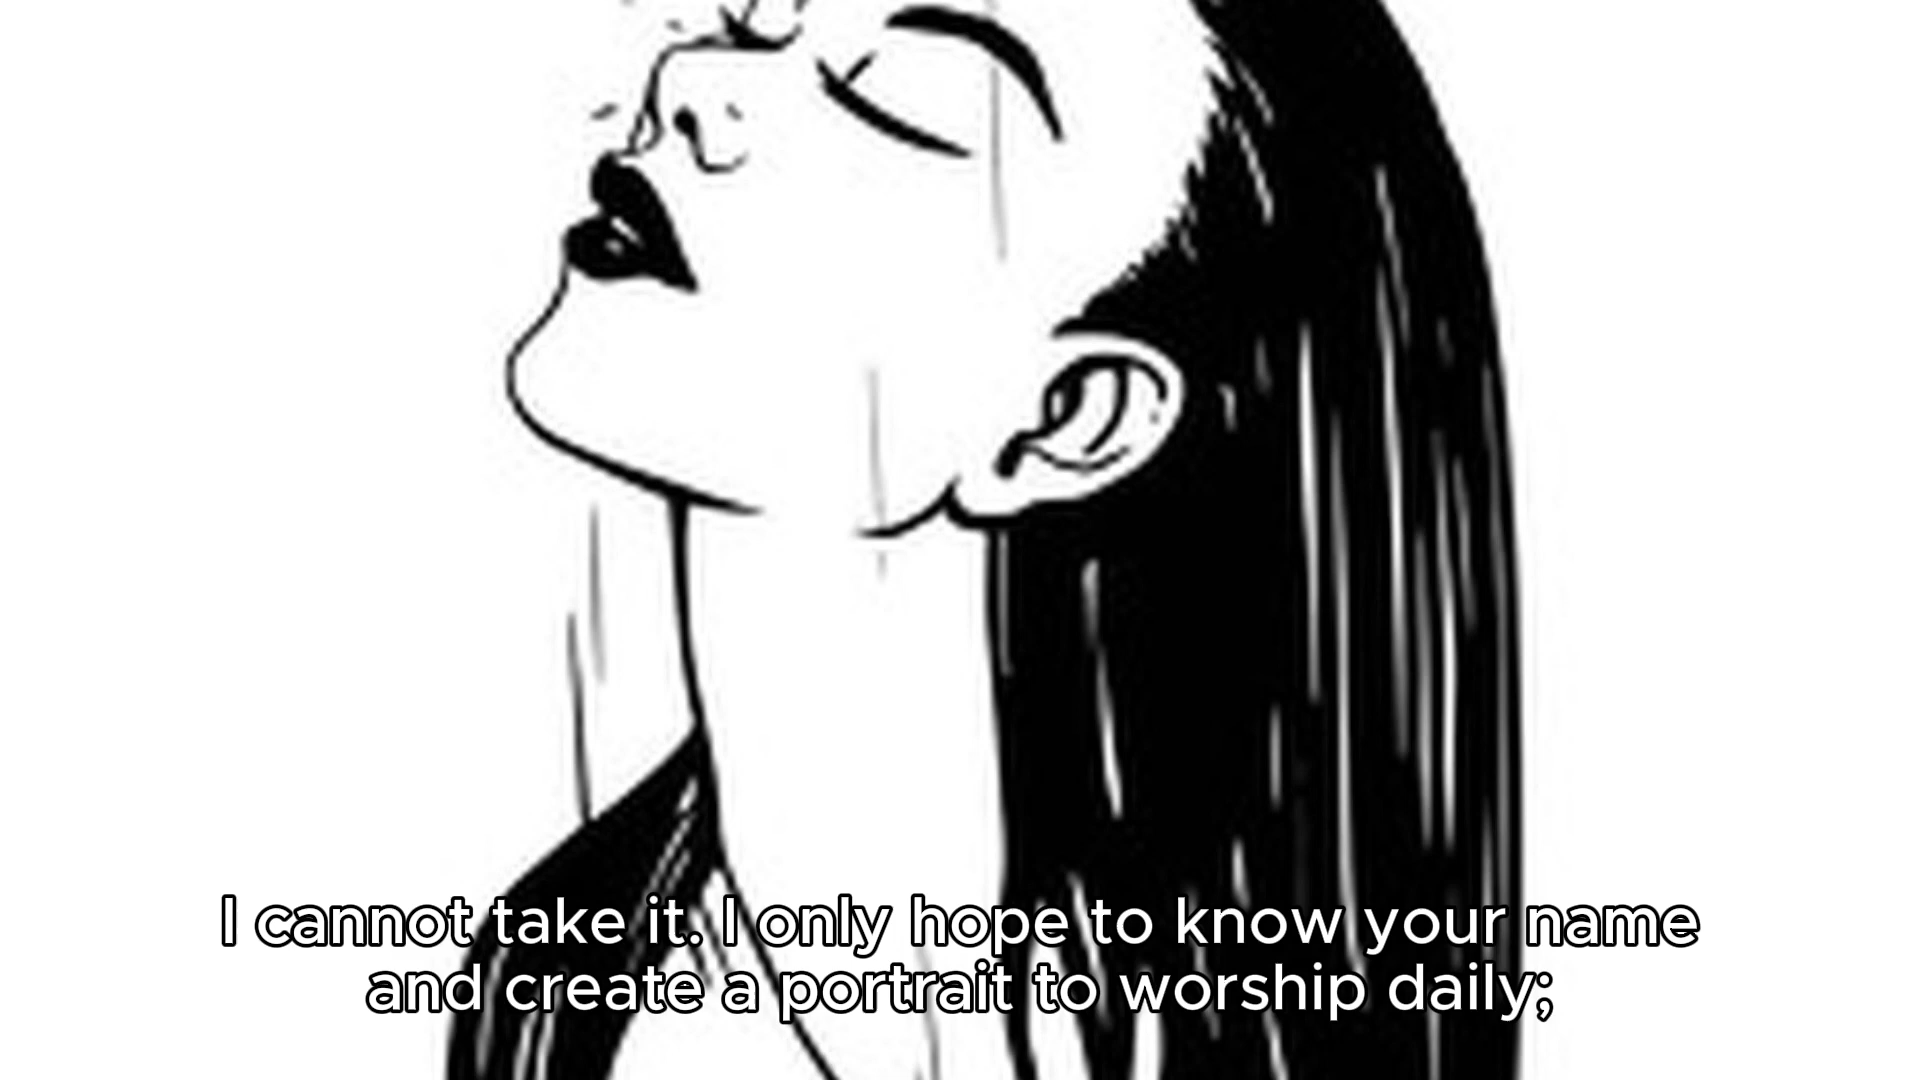 I cannot take it. I only hope to know your name
and create a portrait to worship daily;